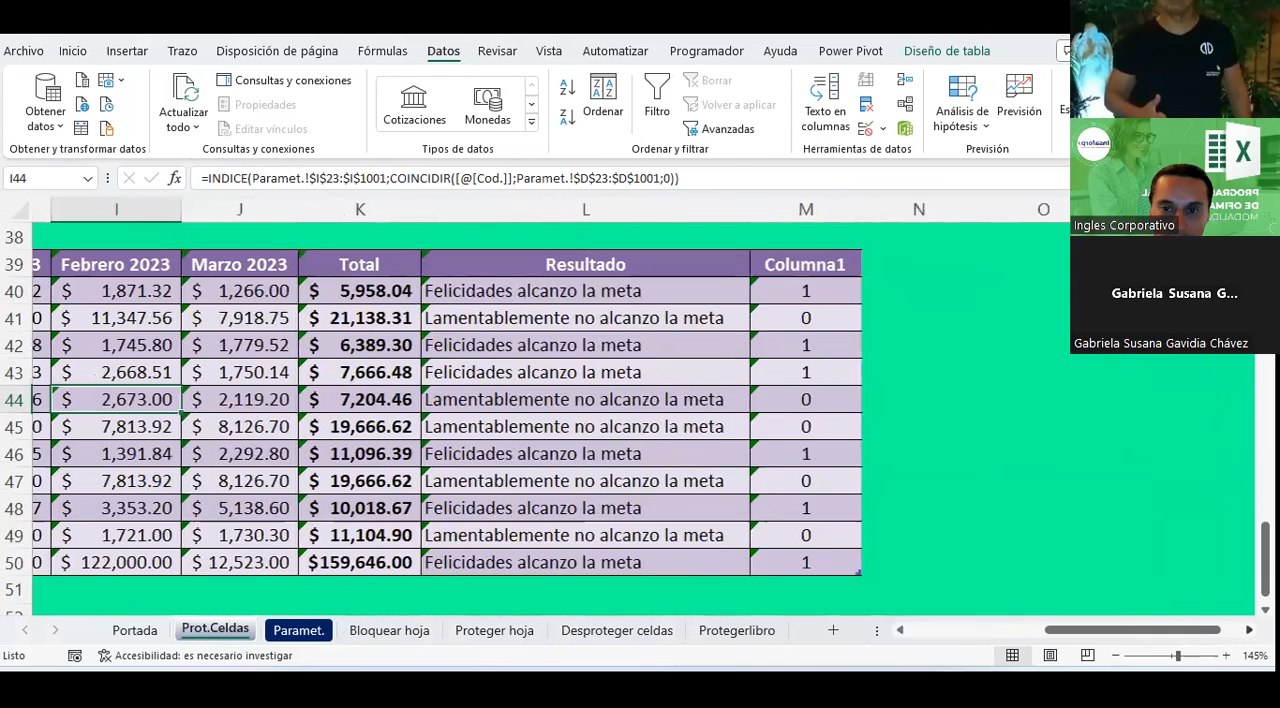 Archivo Inicio Insertar Trazo Disposición de página Fórmulas Datos Revisar Vista Automatizar Programador Ayuda Power Pivot Diseño de tabla
Obtener datos
Actualizar todo
Consultas y conexiones
Propiedades
Editar vínculos
Cotizaciones
Monedas
Ordenar
Filtro
Borrar
Volver a aplicar
Avanzadas
Texto en columnas
Análisis de hipótesis
Previsión
Obtener y transformar datos
Consultas y conexiones
Tipos de datos
Ordenar y filtrar
Herramientas de datos
Previsión
I44 fx =INDICE(Paramet.!$I$23:$I$1001;COINCIDIR([@[Cod.]];Paramet.!$D$23:$D$1001;0))
I J K L M N O
38
39 3 Febrero 2023 Marzo 2023 Total Resultado Columna1
40 2 $ 1,871.32 $ 1,266.00 $ 5,958.04 Felicidades alcanzo la meta 1
41 0 $ 11,347.56 $ 7,918.75 $ 21,138.31 Lamentablemente no alcanzo la meta 0
42 8 $ 1,745.80 $ 1,779.52 $ 6,389.30 Felicidades alcanzo la meta 1
43 3 $ 2,668.51 $ 1,750.14 $ 7,666.48 Felicidades alcanzo la meta 1
44 6 $ 2,673.00 $ 2,119.20 $ 7,204.46 Lamentablemente no alcanzo la meta 0
45 0 $ 7,813.92 $ 8,126.70 $ 19,666.62 Lamentablemente no alcanzo la meta 0
46 5 $ 1,391.84 $ 2,292.80 $ 11,096.39 Felicidades alcanzo la meta 1
47 0 $ 7,813.92 $ 8,126.70 $ 19,666.62 Lamentablemente no alcanzo la meta 0
48 7 $ 3,353.20 $ 5,138.60 $ 10,018.67 Felicidades alcanzo la meta 1
49 0 $ 1,721.00 $ 1,730.30 $ 11,104.90 Lamentablemente no alcanzo la meta 0
50 0 $ 122,000.00 $ 12,523.00 $159,646.00 Felicidades alcanzo la meta 1
51
Portada Prot.Celdas Paramet. Bloquear hoja Proteger hoja Desproteger celdas Protegerlibro
Listo Accesibilidad: es necesario investigar 145%
Ingles Corporativo
Gabriela Susana G...
Gabriela Susana Gavidia Chávez